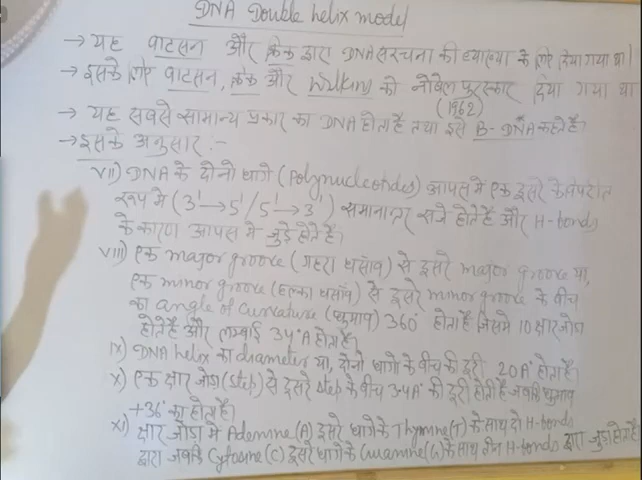 DNA Double helix model
→ यह वाटसन और क्रिक द्वारा DNA संरचना की व्याख्या के लिए दिया गया था।
→ इसके लिए वाटसन, क्रिक और Wilkins को नोबेल पुरस्कार दिया गया था
(1962)
→ यह सबसे सामान्य प्रकार का DNA होता है तथा इसे B-DNA कहते हैं।
→ इसके अनुसार :-
VII) DNA के दोनो धागे (Polynucleotides) आपस में एक दूसरे के विपरीत
रूप में (3'→5' / 5'→3') समानान्तर सजे होते हैं और H-bonds
के कारण आपस में जुड़े होते हैं।
VIII) एक major groove (गहरा धसाँव) से दूसरे major groove या,
एक minor groove (हल्का धसाँव) से दूसरे minor groove के बीच
का angle of curvature (घुमाव) 360° होता है जिसमे 10 क्षार जोड़े
होते हैं और लम्बाई 34°A होता है।
IX) DNA helix का diameter या, दोनो धागो के बीच की दूरी 20A° होता है
X) एक क्षार जोड़ा (Step) से दूसरे step के बीच 3.4A° की दूरी होती है जबकि घुमाव
+36° का होता है।
XI) क्षार जोड़ा में Adenine (A) दूसरे धागे के Thymine (T) के साथ दो H-bonds
द्वारा जबकि Cytosine (C) दूसरे धागे के Guanine (G) के साथ तीन H-bonds द्वारा जुड़ा होता है